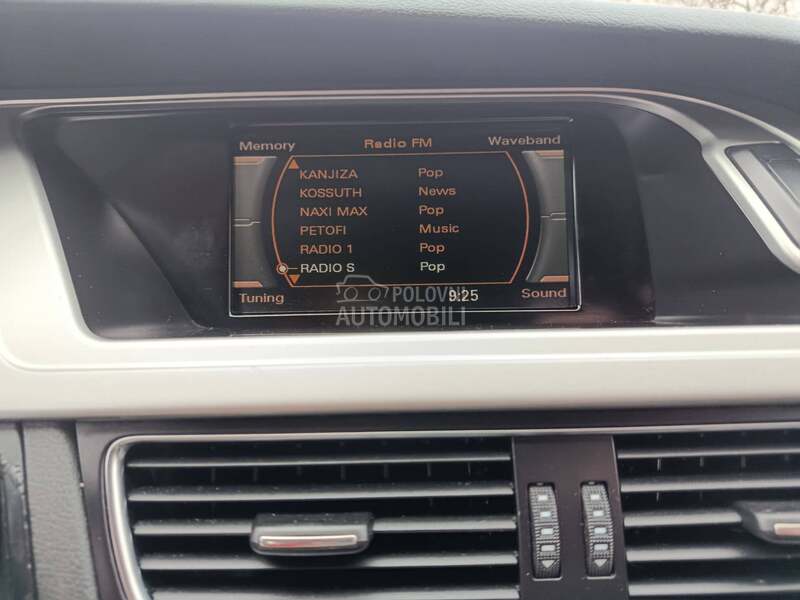 Memory Radio FM Waveband
KANJIZA Pop
KOSSUTH News
NAXI MAX Pop
PETOFI Music
RADIO 1 Pop
RADIO S Pop
Tuning 9:25 Sound
POLOVNI
AUTOMOBILI